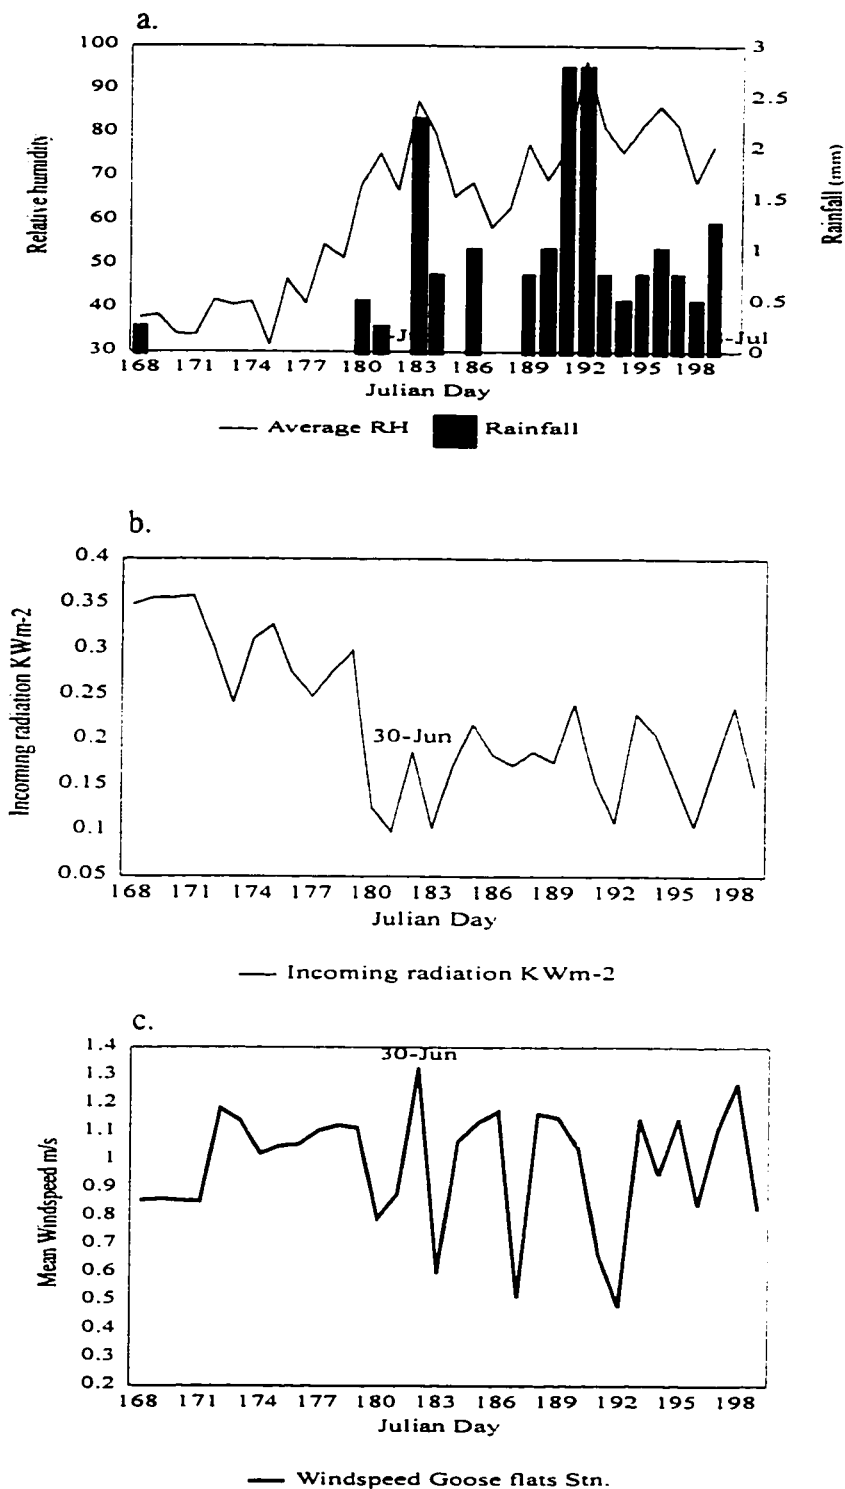 a.
100
90
80
70
60
50
40
30
Relative humidity
3
2.5
2
1.5
1
0.5
0
Rainfall (mm)
-Jul
168 171 174 177 180 183 186 189 192 195 198
Julian Day
Average RH Rainfall
b.
0.4
0.35
0.3
0.25
0.2
0.15
0.1
0.05
Incoming radiation KWm-2
30-Jun
168 171 174 177 180 183 186 189 192 195 198
Julian Day
Incoming radiation KWm-2
c.
1.4
1.3
1.2
1.1
1
0.9
0.8
0.7
0.6
0.5
0.4
0.3
0.2
Mean Windspeed m/s
30-Jun
168 171 174 177 180 183 186 189 192 195 198
Julian Day
Windspeed Goose flats Stn.